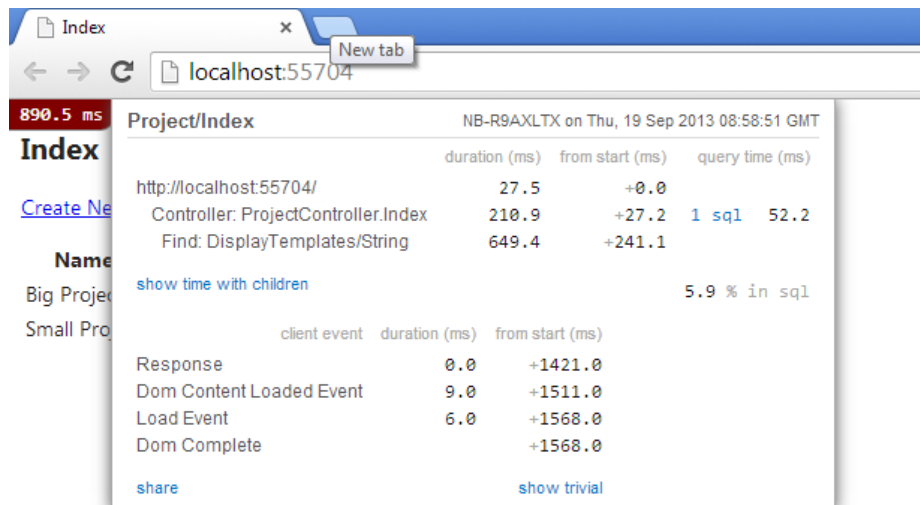 Index
New tab
localhost:55704
890.5 ms
Project/Index NB-R9AXLTX on Thu, 19 Sep 2013 08:58:51 GMT
Index
duration (ms) from start (ms) query time (ms)
http://localhost:55704/ 27.5 +0.0
Create Ne Controller: ProjectController.Index 210.9 +27.2 1 sql 52.2
Find: DisplayTemplates/String 649.4 +241.1
Name
show time with children
Big Projec 5.9 % in sql
Small Pro client event duration (ms) from start (ms)
Response 0.0 +1421.0
Dom Content Loaded Event 9.0 +1511.0
Load Event 6.0 +1568.0
Dom Complete +1568.0
share show trivial